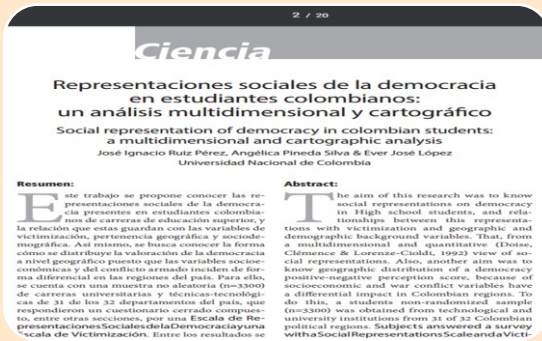 2 / 20
Ciencia
Representaciones sociales de la democracia
en estudiantes colombianos:
un análisis multidimensional y cartográfico
Social representation of democracy in colombian students:
a multidimensional and cartographic analysis
José Ignacio Ruiz Pérez, Angélica Pineda Silva & Ever José López
Universidad Nacional de Colombia
Resumen:
Este trabajo se propone conocer las re-
presentaciones sociales de la democra-
cia presentes en estudiantes colombia-
nos de carreras de educación superior, y
la relación que estas guardan con las variables de
victimización, pertenencia geográfica y sociode-
mográfica. Así mismo, se busca conocer la forma
cómo se distribuye la valoración de la democracia
a nivel geográfico puesto que las variables socioe-
conómicas y del conflicto armado inciden de for-
ma diferencial en las regiones del país. Para ello,
se cuenta con una muestra no aleatoria (n=3300)
de carreras universitarias y técnicas-tecnológi-
cas de 31 de los 32 departamentos del país, que
respondieron un cuestionario cerrado compues-
to, entre otras secciones, por una Escala de Re-
presentaciones Sociales de la Democracia y una
Escala de Victimización. Entre los resultados se
Abstract:
The aim of this research was to know
social representations on democracy
in High school students, and rela-
tionships between this representa-
tions with victimization and geographic and
demographic background variables. That, from
a multidimensional and quantitative (Doise,
Clémence & Lorenze-Cioldi, 1992) view of so-
cial representations. Also, another aim was to
know geographic distribution of a democracy
positive-negative perception score, because of
socioeconomic and war conflict variables have
a differential impact in Colombian regions. To
do this, a students non-randomized sample
(n=3300) was obtained from technological and
university institutions from 31 of 32 Colombian
political regions. Subjects answered a survey
with a Social Representations Scale and a Victi-